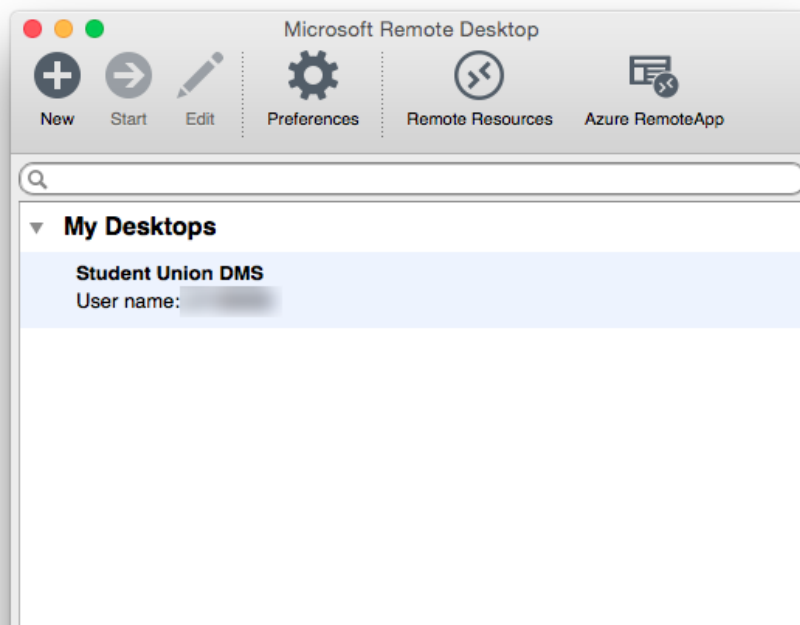 Microsoft Remote Desktop
New Start Edit Preferences Remote Resources Azure RemoteApp
My Desktops
Student Union DMS
User name: